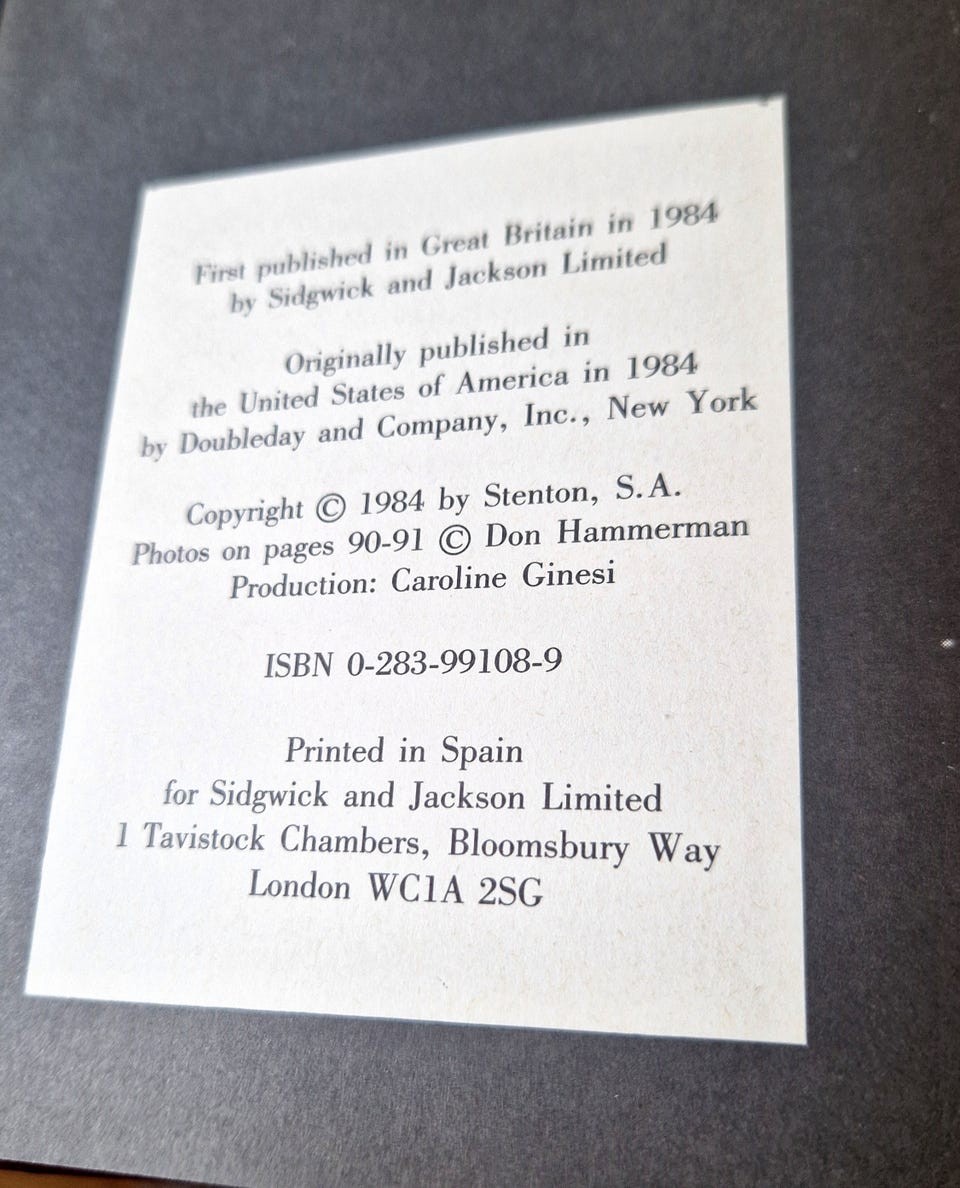 First published in Great Britain in 1984
by Sidgwick and Jackson Limited
Originally published in
the United States of America in 1984
by Doubleday and Company, Inc., New York
Copyright © 1984 by Stenton, S.A.
Photos on pages 90-91 © Don Hammerman
Production: Caroline Ginesi
ISBN 0-283-99108-9
Printed in Spain
for Sidgwick and Jackson Limited
1 Tavistock Chambers, Bloomsbury Way
London WC1A 2SG